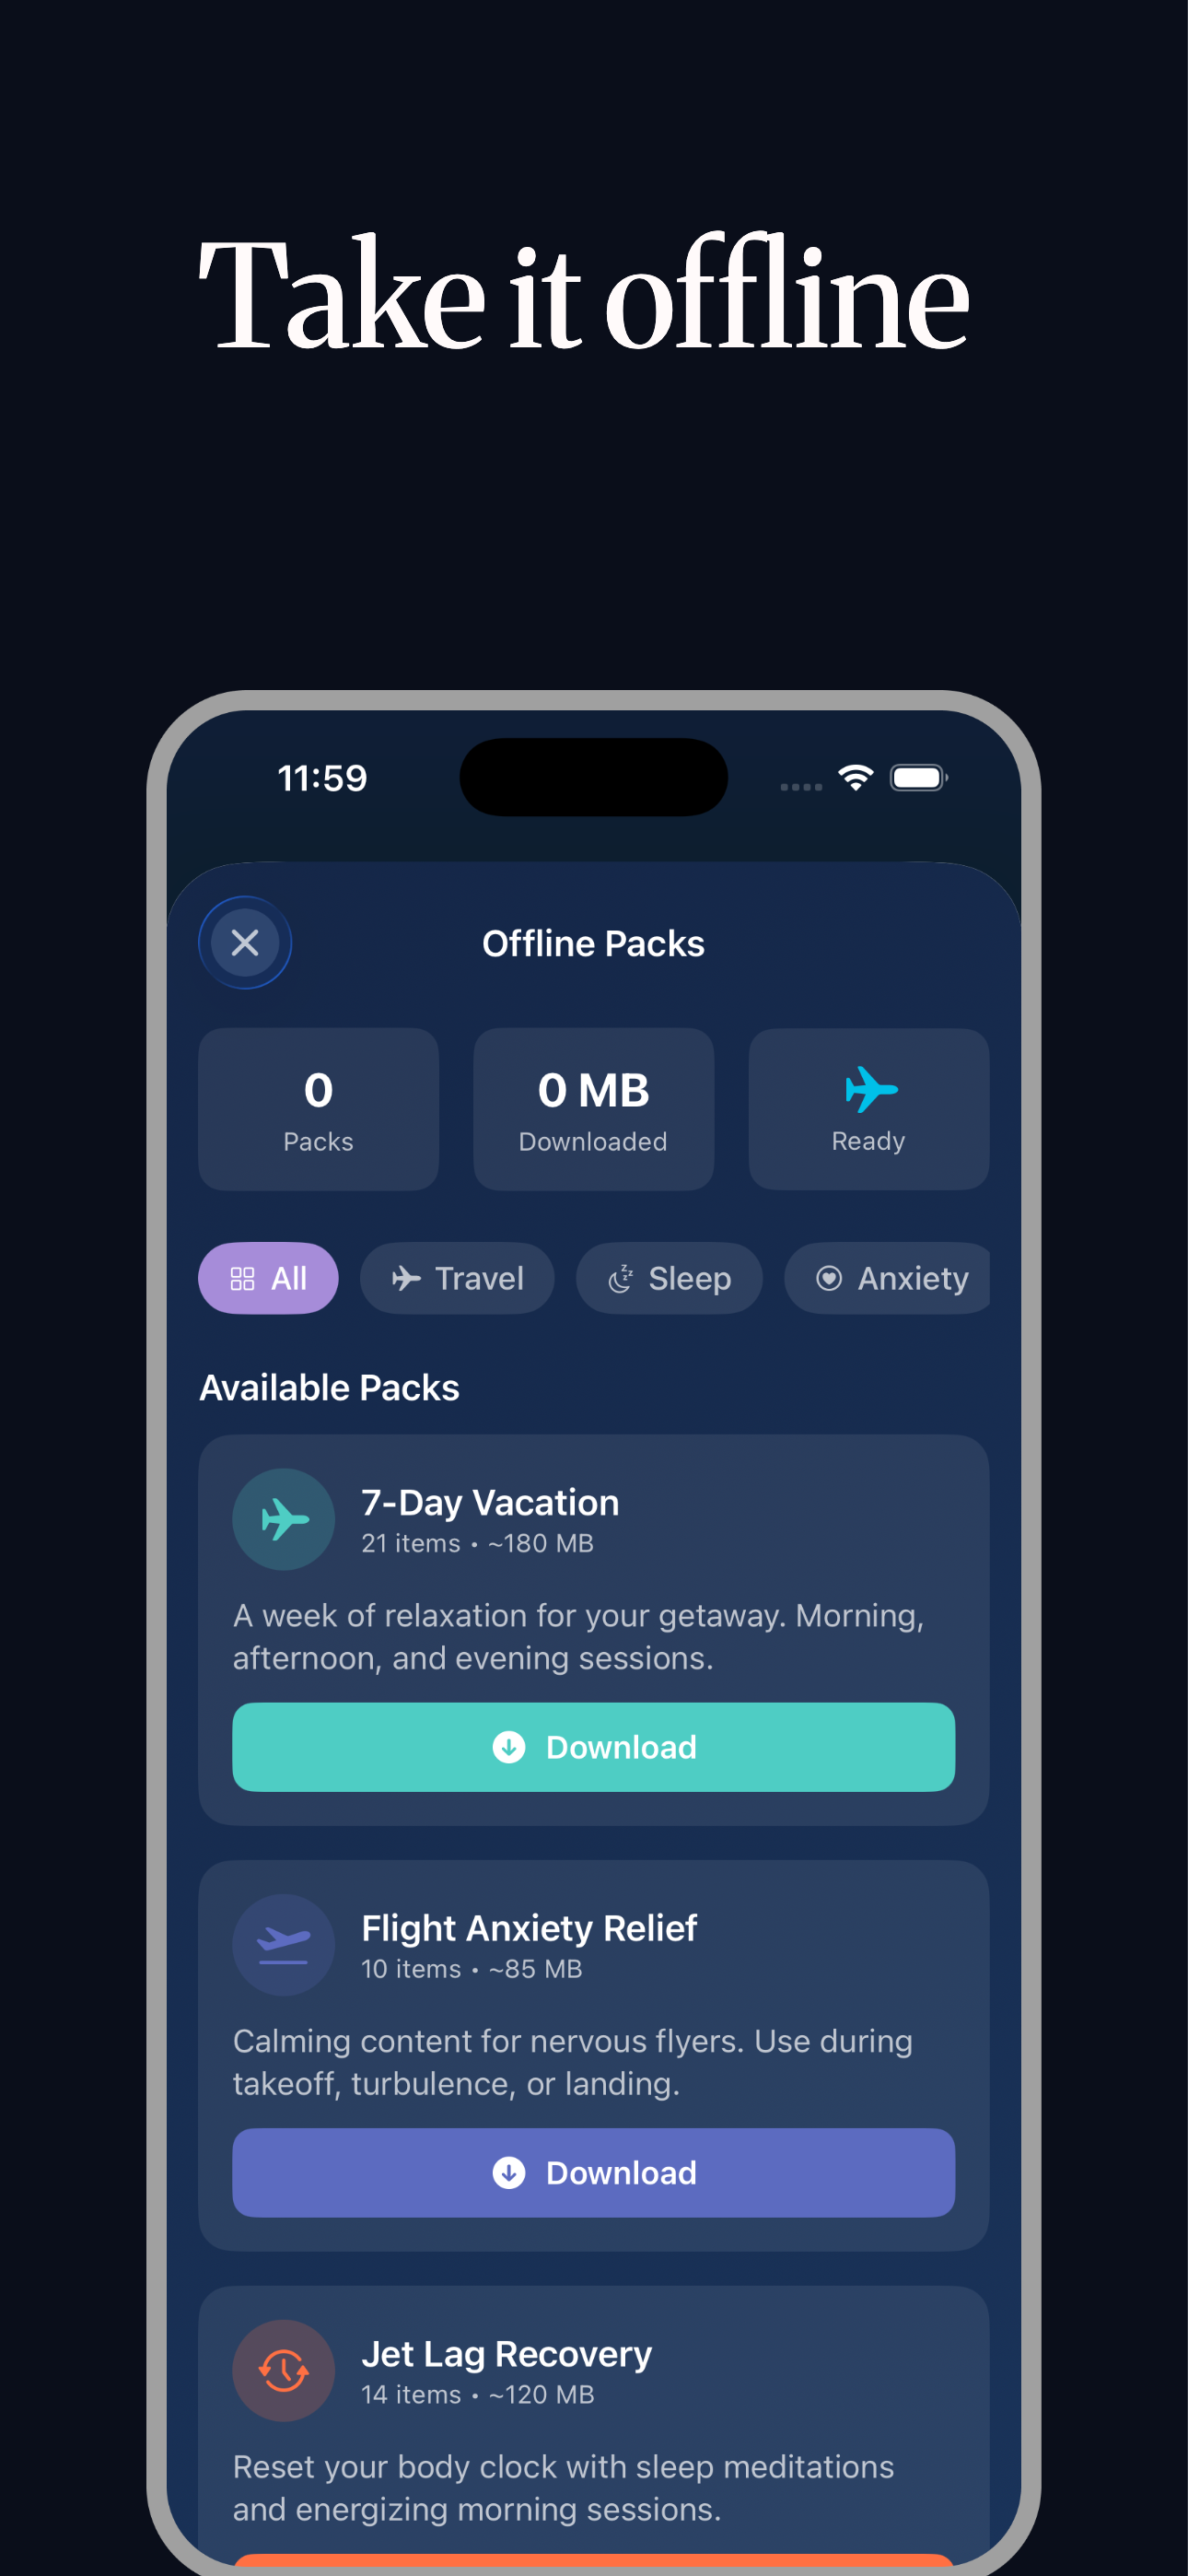 Take it offline
11:59
Offline Packs
0
Packs
0 MB
Downloaded
Ready
All
Travel
Sleep
Anxiety
Available Packs
7-Day Vacation
21 items • ~180 MB
A week of relaxation for your getaway. Morning,
afternoon, and evening sessions.
Download
Flight Anxiety Relief
10 items • ~85 MB
Calming content for nervous flyers. Use during
takeoff, turbulence, or landing.
Download
Jet Lag Recovery
14 items • ~120 MB
Reset your body clock with sleep meditations
and energizing morning sessions.